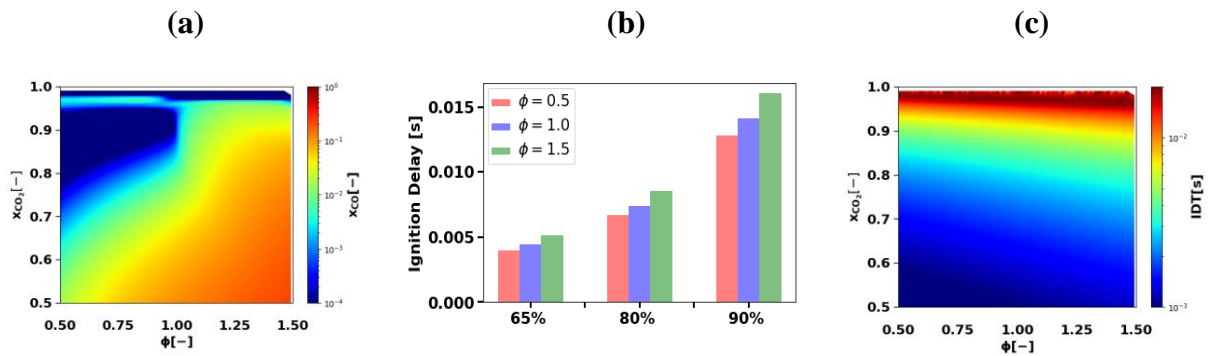 (a)
(b)
(c)
1.0
0.9
0.8
0.7
0.6
0.5
0.50 0.75 1.00 1.25 1.50
ϕ[−]
x_CO₂[−]
10⁰
10⁻¹
10⁻²
10⁻³
10⁻⁴
x_CO[−]
Ignition Delay [s]
0.015
0.010
0.005
0.000
ϕ = 0.5
ϕ = 1.0
ϕ = 1.5
65% 80% 90%
1.0
0.9
0.8
0.7
0.6
0.5
0.50 0.75 1.00 1.25 1.50
ϕ[−]
x_CO₂[−]
10⁻²
10⁻³
IDT[s]